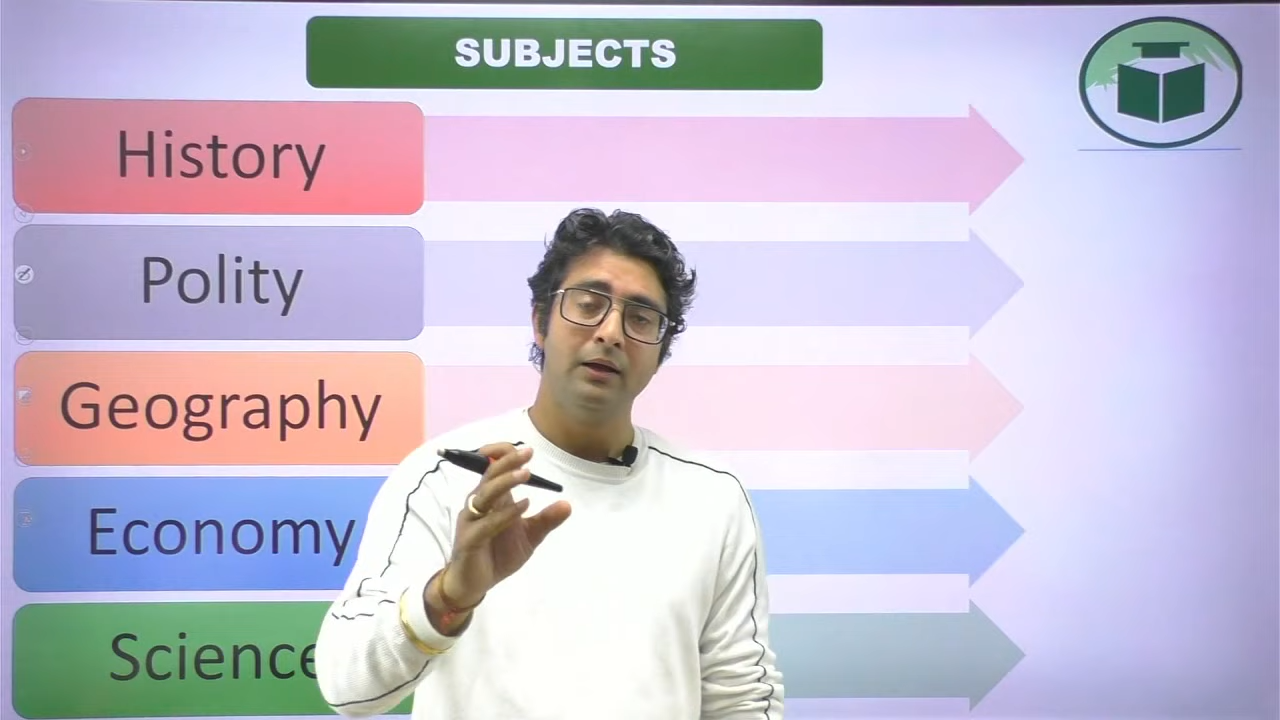 SUBJECTS
History
Polity
Geography
Economy
Science